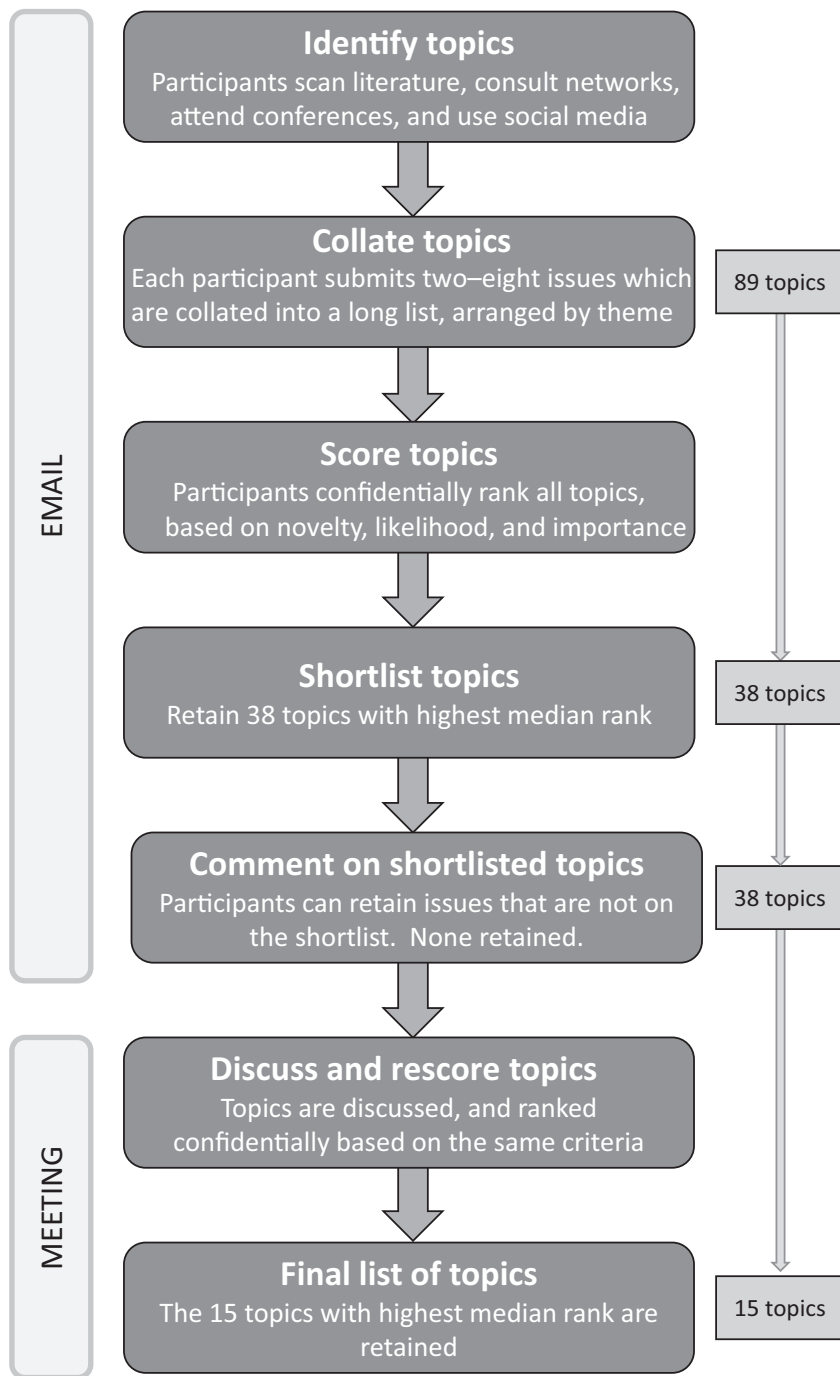 Identify topics
Participants scan literature, consult networks,
attend conferences, and use social media
Collate topics
Each participant submits two–eight issues which
are collated into a long list, arranged by theme
89 topics
Score topics
Participants confidentially rank all topics,
based on novelty, likelihood, and importance
EMAIL
Shortlist topics
Retain 38 topics with highest median rank
38 topics
Comment on shortlisted topics
Participants can retain issues that are not on
the shortlist. None retained.
38 topics
Discuss and rescore topics
Topics are discussed, and ranked
confidentially based on the same criteria
MEETING
Final list of topics
The 15 topics with highest median rank are
retained
15 topics